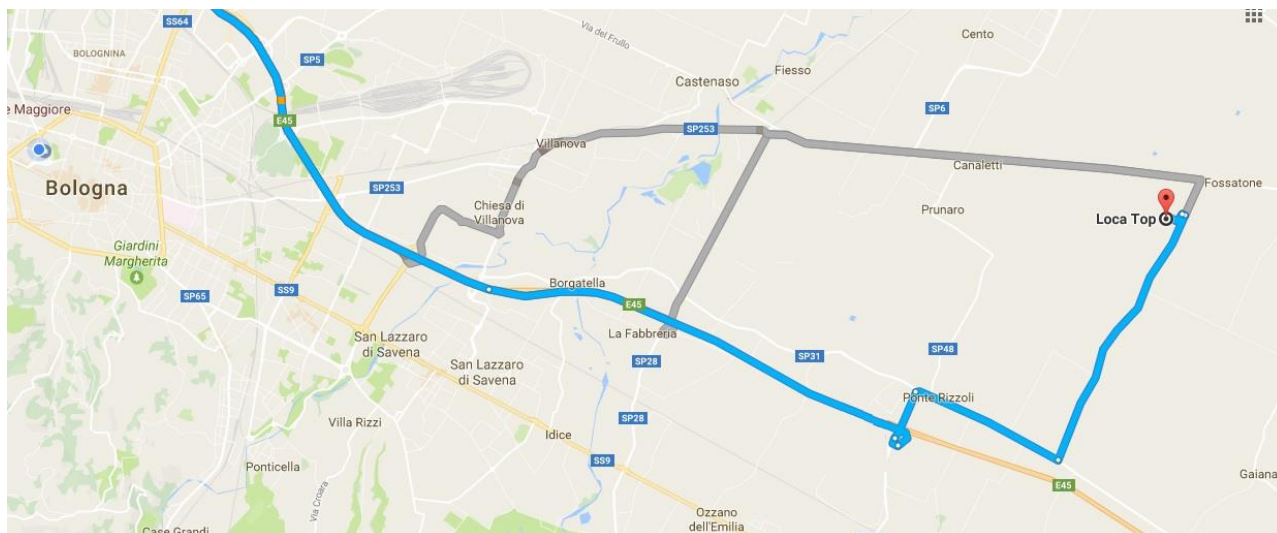 SS64
Via del Frullo
Cento
BOLOGNINA
SP5
Fiesso
Castenaso
e Maggiore
E45
SP6
SP253
Villanova
Canaletti
Bologna
SP253
Fossatone
Chiesa di
Villanova
Prunaro
Loca Top
Giardini
Margherita
SP65
SS9
Borgatella
E45
La Fabbreria
San Lazzaro
di Savena
SP31
SP48
San Lazzaro
di Savena
SP28
Ponte Rizzoli
Villa Rizzi
SP28
Idice
Ponticella
SS9
E45
Gaiana
Via Croara
Ozzano
dell'Emilia
Case Grandi